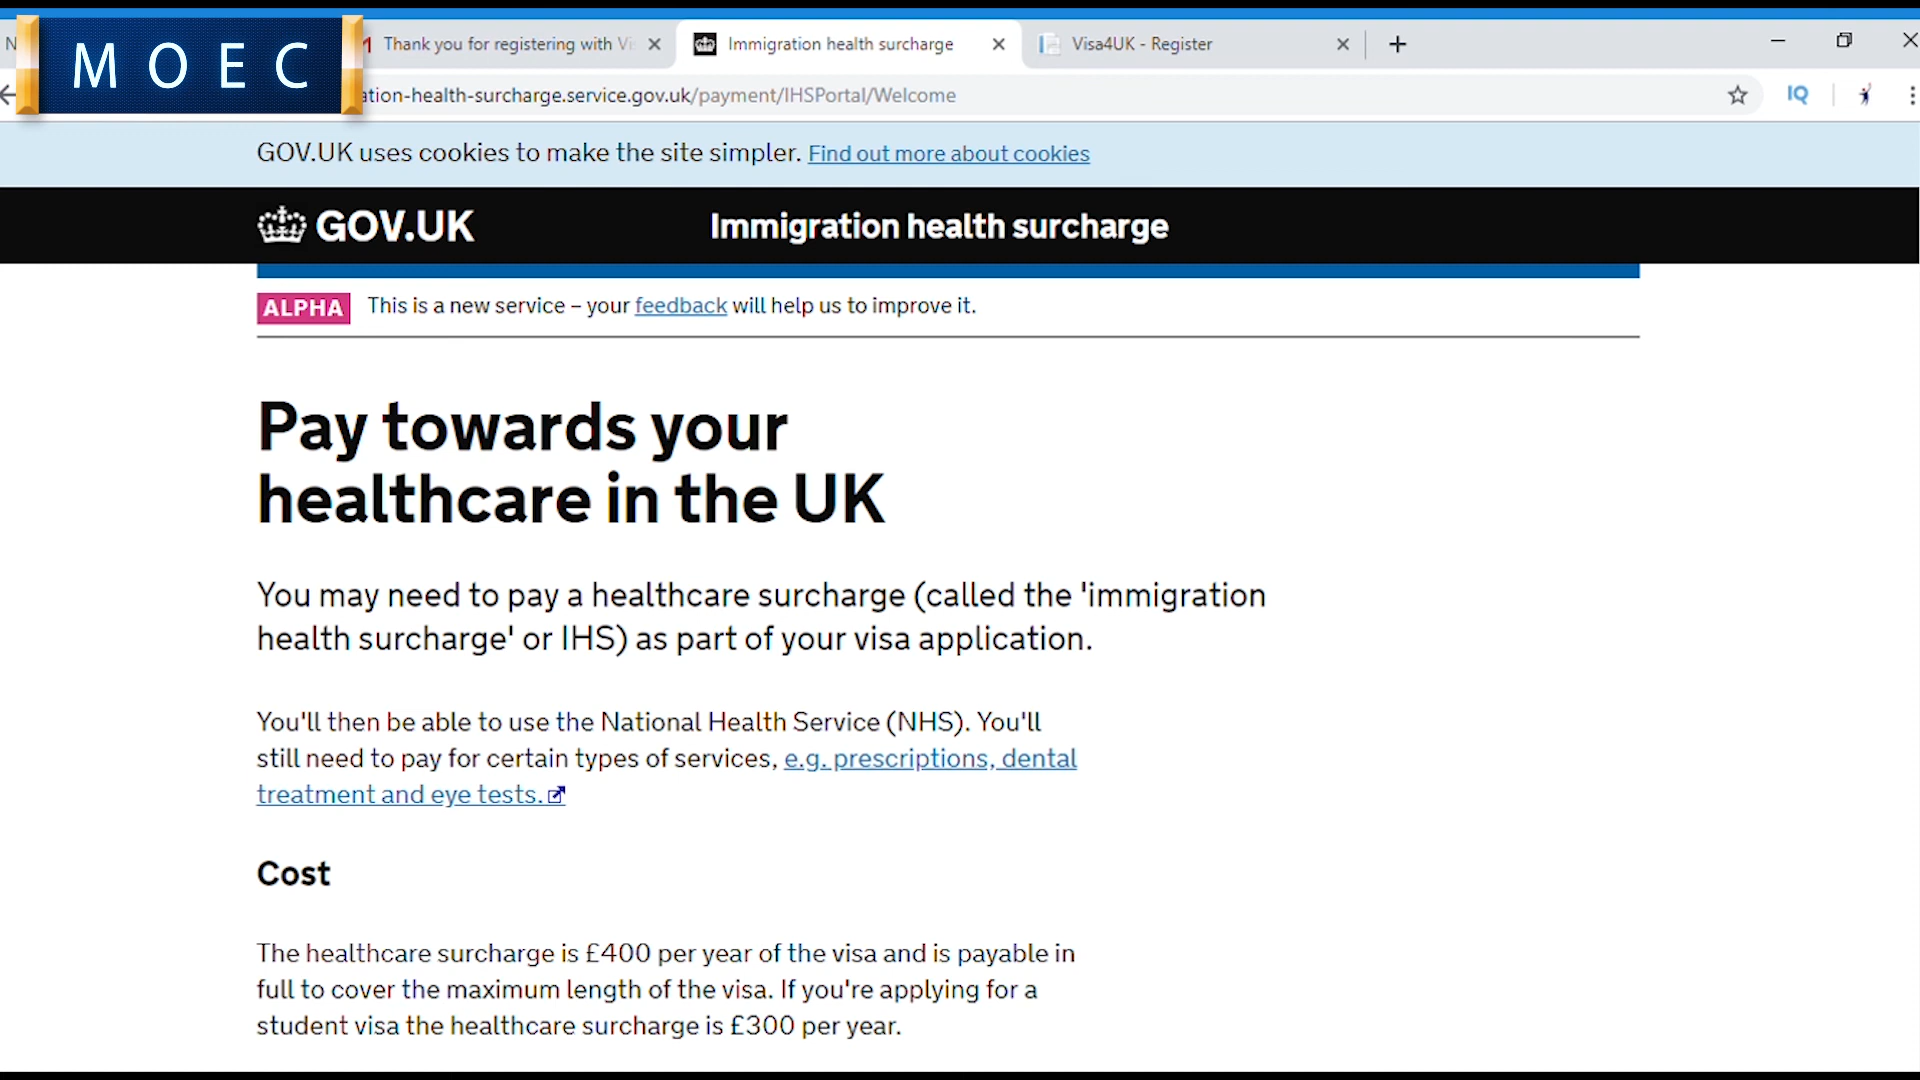 MOEC
Thank you for registering with Vi
Immigration health surcharge
Visa4UK - Register
ation-health-surcharge.service.gov.uk/payment/IHSPortal/Welcome
IQ
GOV.UK uses cookies to make the site simpler. Find out more about cookies
GOV.UK
Immigration health surcharge
ALPHA This is a new service – your feedback will help us to improve it.
Pay towards your
healthcare in the UK
You may need to pay a healthcare surcharge (called the 'immigration
health surcharge' or IHS) as part of your visa application.
You'll then be able to use the National Health Service (NHS). You'll
still need to pay for certain types of services, e.g. prescriptions, dental
treatment and eye tests.
Cost
The healthcare surcharge is £400 per year of the visa and is payable in
full to cover the maximum length of the visa. If you're applying for a
student visa the healthcare surcharge is £300 per year.